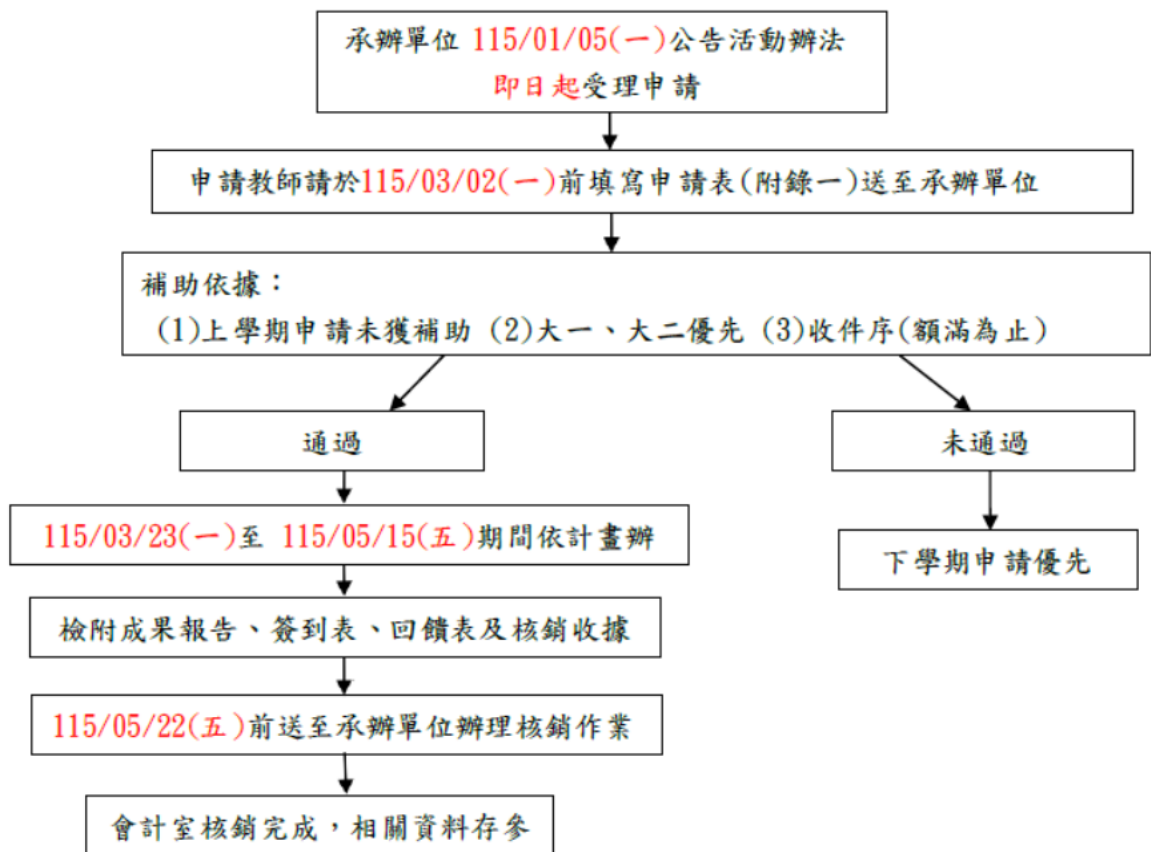 承辦單位 115/01/05(一)公告活動辦法
即日起受理申請
申請教師請於115/03/02(一)前填寫申請表(附錄一)送至承辦單位
補助依據：
(1)上學期申請未獲補助 (2)大一、大二優先 (3)收件序(額滿為止)
通過
未通過
115/03/23(一)至 115/05/15(五)期間依計畫辦
下學期申請優先
檢附成果報告、簽到表、回饋表及核銷收據
115/05/22(五)前送至承辦單位辦理核銷作業
會計室核銷完成，相關資料存參